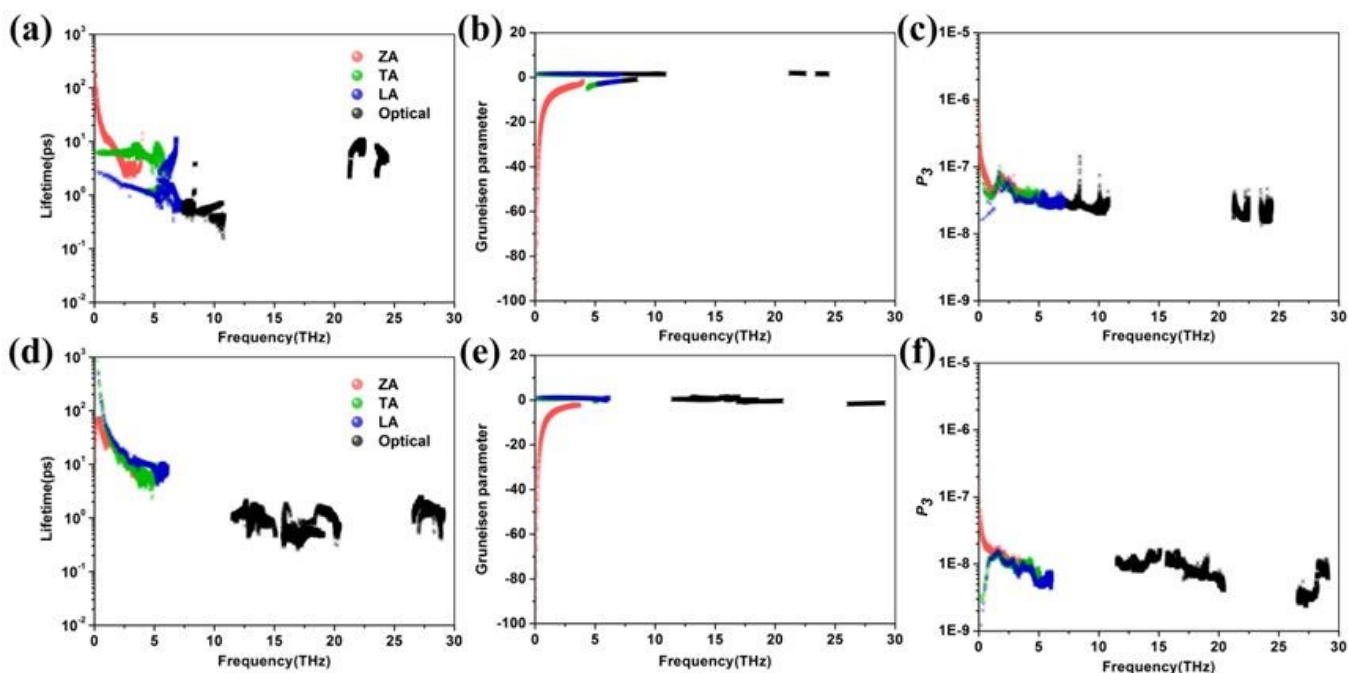 (a)
10³
10²
10¹
10⁰
10⁻¹
10⁻²
Lifetime(ps)
ZA
TA
LA
Optical
0 5 10 15 20 25 30
Frequency(THz)
(b)
20
0
-20
-40
-60
-80
-100
Gruneisen parameter
0 5 10 15 20 25 30
Frequency(THz)
(c)
1E-5
1E-6
1E-7
1E-8
1E-9
P₃
0 5 10 15 20 25 30
Frequency(THz)
(d)
10³
10²
10¹
10⁰
10⁻¹
10⁻²
Lifetime(ps)
ZA
TA
LA
Optical
0 5 10 15 20 25 30
Frequency(THz)
(e)
20
0
-20
-40
-60
-80
-100
Gruneisen parameter
0 5 10 15 20 25 30
Frequency(THz)
(f)
1E-5
1E-6
1E-7
1E-8
1E-9
P₃
0 5 10 15 20 25 30
Frequency(THz)